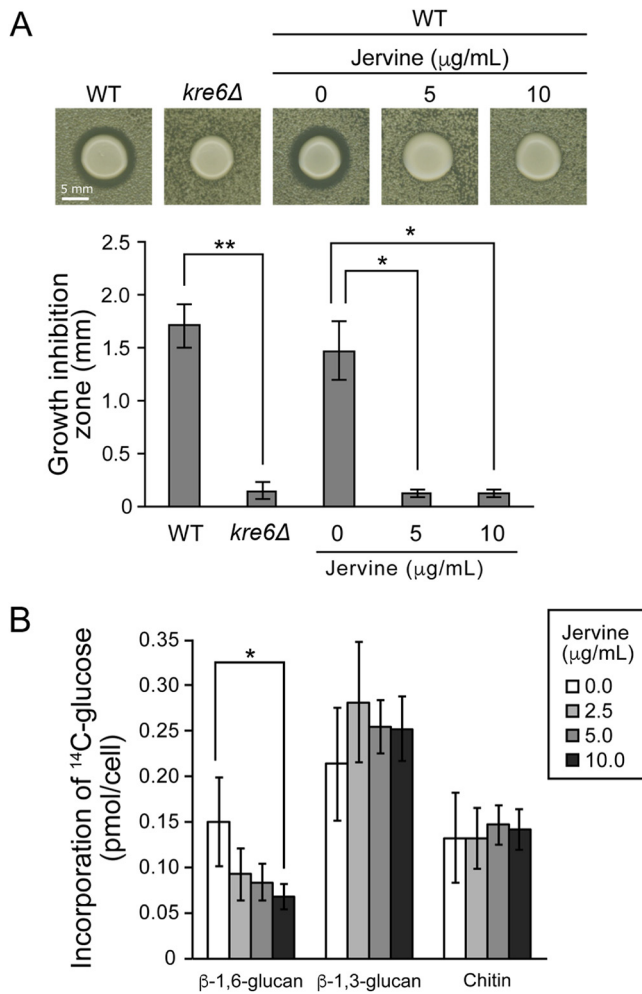 A
WT
Jervine (μg/mL)
WT kre6Δ 0 5 10
5 mm
Growth inhibition
zone (mm)
2.5
2.0
1.5
1.0
0.5
0
**
*
*
WT kre6Δ 0 5 10
Jervine (μg/mL)
B
Incorporation of ¹⁴C-glucose
(pmol/cell)
0.35
0.30
0.25
0.20
0.15
0.10
0.05
0
*
β-1,6-glucan β-1,3-glucan Chitin
Jervine
(μg/mL)
0.0
2.5
5.0
10.0